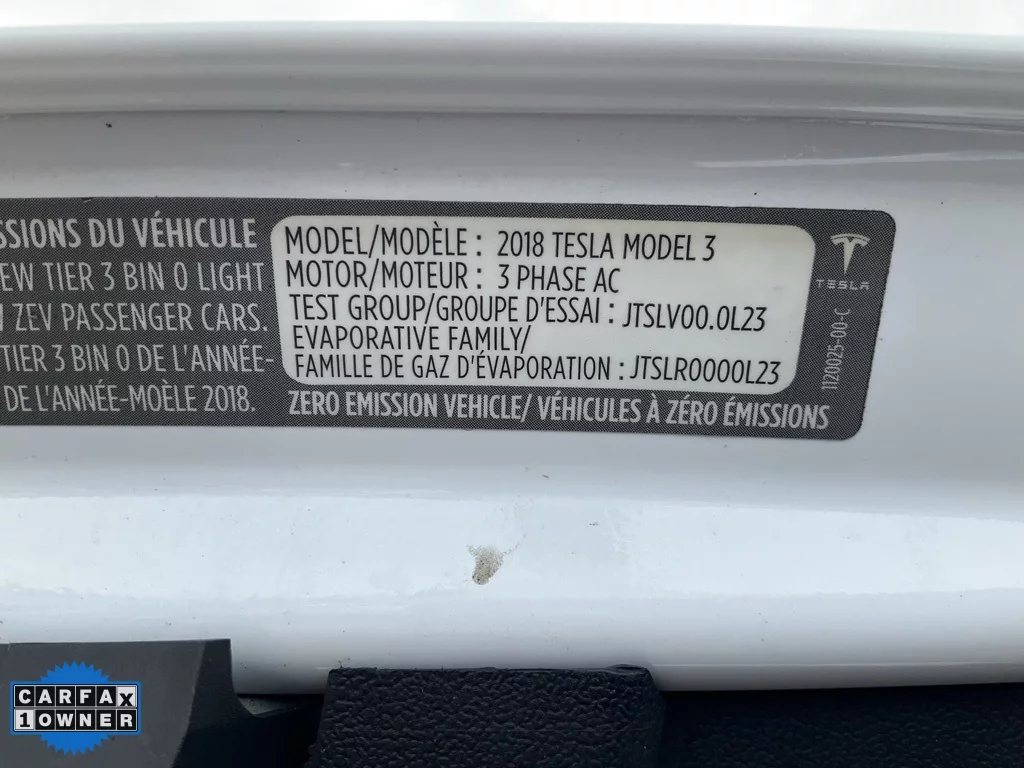 SSIONS DU VÉHICULE
EW TIER 3 BIN 0 LIGHT
ZEV PASSENGER CARS.
TIER 3 BIN 0 DE L'ANNÉE-
DE L'ANNÉE-MOÈLE 2018.
MODEL/MODÈLE : 2018 TESLA MODEL 3
MOTOR/MOTEUR : 3 PHASE AC
TEST GROUP/GROUPE D'ESSAI : JTSLV00.0L23
EVAPORATIVE FAMILY/
FAMILLE DE GAZ D'ÉVAPORATION : JTSLR0000L23
ZERO EMISSION VEHICLE/ VÉHICULES À ZÉRO ÉMISSIONS
TESLA
1120025-00-C
CARFAX
1 OWNER